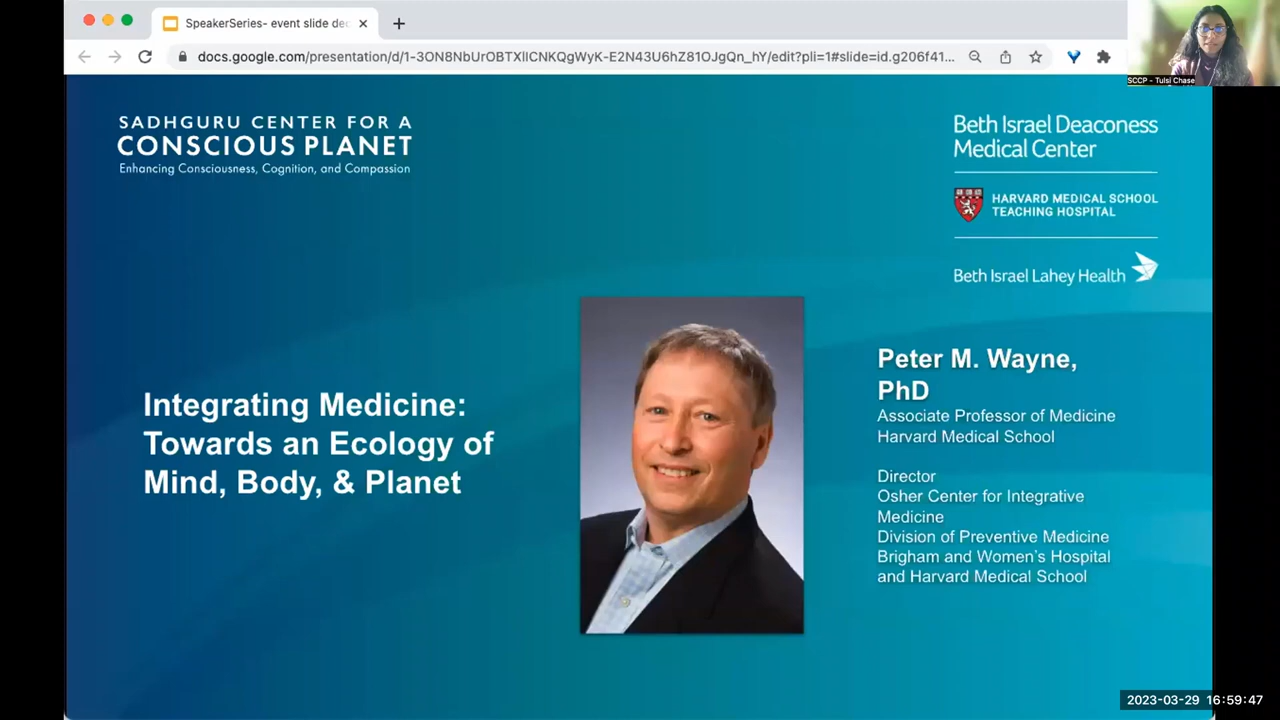 SpeakerSeries- event slide dec
docs.google.com/presentation/d/1-3ON8NbUrOBTXlICNKQgWyK-E2N43U6hZ81OJgQn_hY/edit?pli=1#slide=id.g206f41...
SCCP - Tulsi Chase
SADHGURU CENTER FOR A
CONSCIOUS PLANET
Enhancing Consciousness, Cognition, and Compassion
Beth Israel Deaconess
Medical Center
HARVARD MEDICAL SCHOOL
TEACHING HOSPITAL
Beth Israel Lahey Health
Integrating Medicine:
Towards an Ecology of
Mind, Body, & Planet
Peter M. Wayne,
PhD
Associate Professor of Medicine
Harvard Medical School
Director
Osher Center for Integrative
Medicine
Division of Preventive Medicine
Brigham and Women's Hospital
and Harvard Medical School
2023-03-29 16:59:47